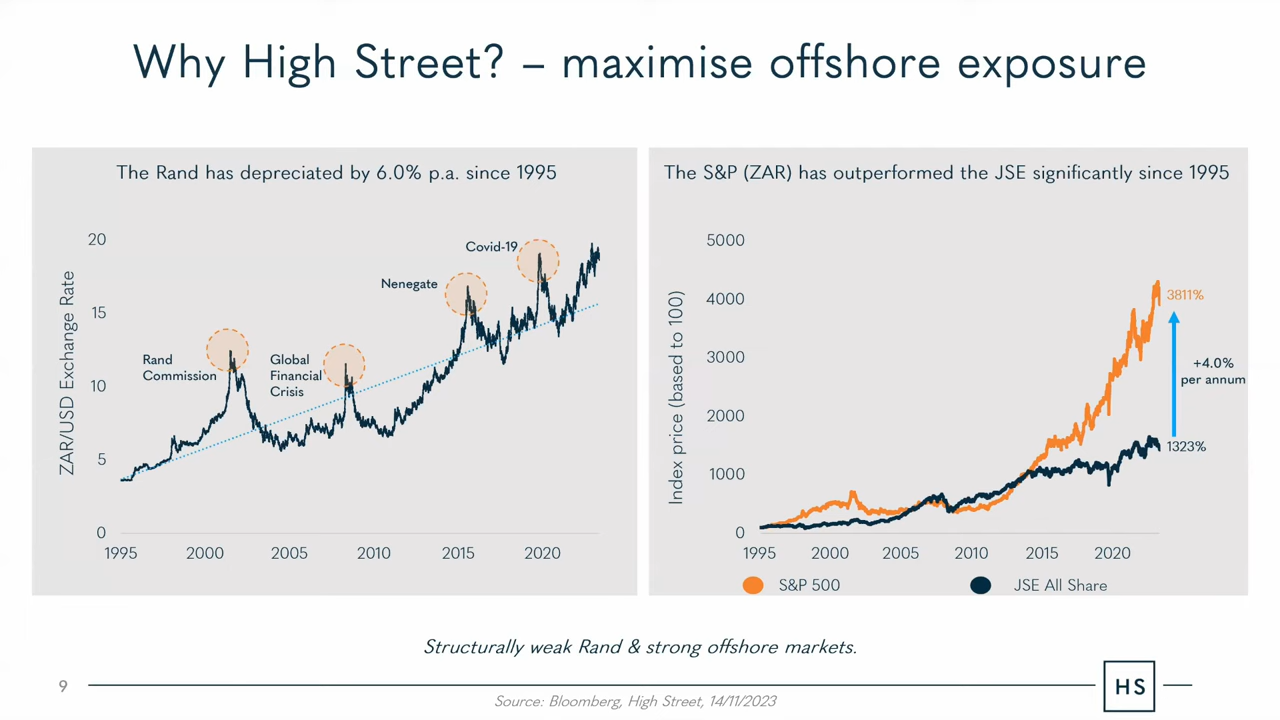 Why High Street? – maximise offshore exposure
The Rand has depreciated by 6.0% p.a. since 1995
ZAR/USD Exchange Rate
20
15
10
5
0
1995
2000
2005
2010
2015
2020
Rand
Commission
Global
Financial
Crisis
Nenegate
Covid-19
The S&P (ZAR) has outperformed the JSE significantly since 1995
Index price (based to 100)
5000
4000
3000
2000
1000
0
1995
2000
2005
2010
2015
2020
3811%
+4.0%
per annum
1323%
S&P 500
JSE All Share
Structurally weak Rand & strong offshore markets.
9
Source: Bloomberg, High Street, 14/11/2023
HS